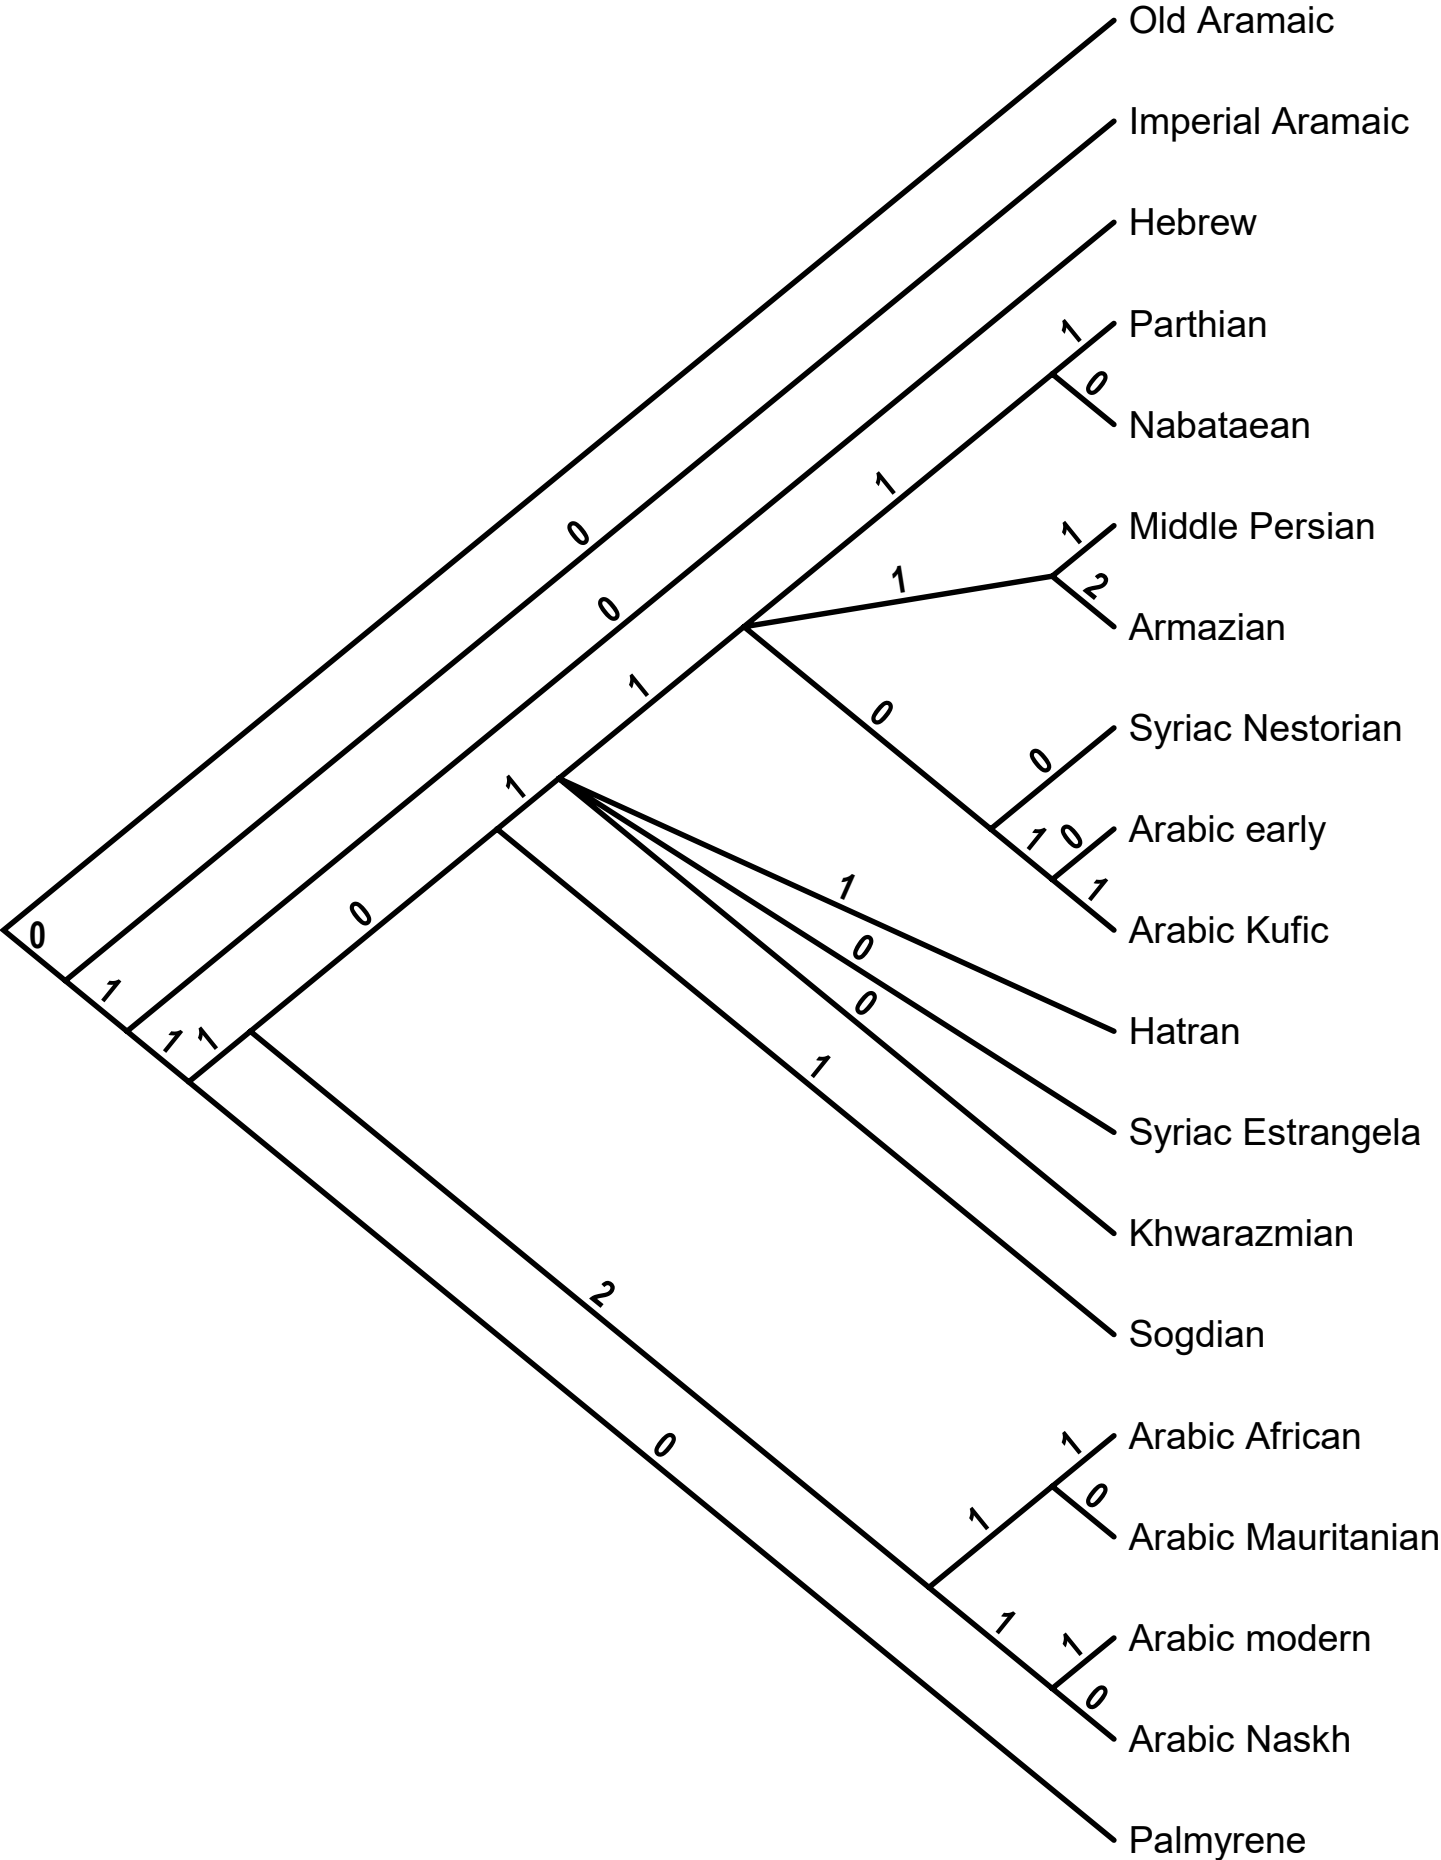 Old Aramaic
Imperial Aramaic
Hebrew
1 Parthian
0
Nabataean
1
1 Middle Persian
0
1
2
Armazian
0
1
0
Syriac Nestorian
0
1
1 0 Arabic early
1
1
0
0
Arabic Kufic
0
1
0
Hatran
1 1
1
Syriac Estrangela
Khwarazmian
2
Sogdian
1 Arabic African
0
0
1
Arabic Mauritanian
1
1 Arabic modern
0
Arabic Naskh
Palmyrene